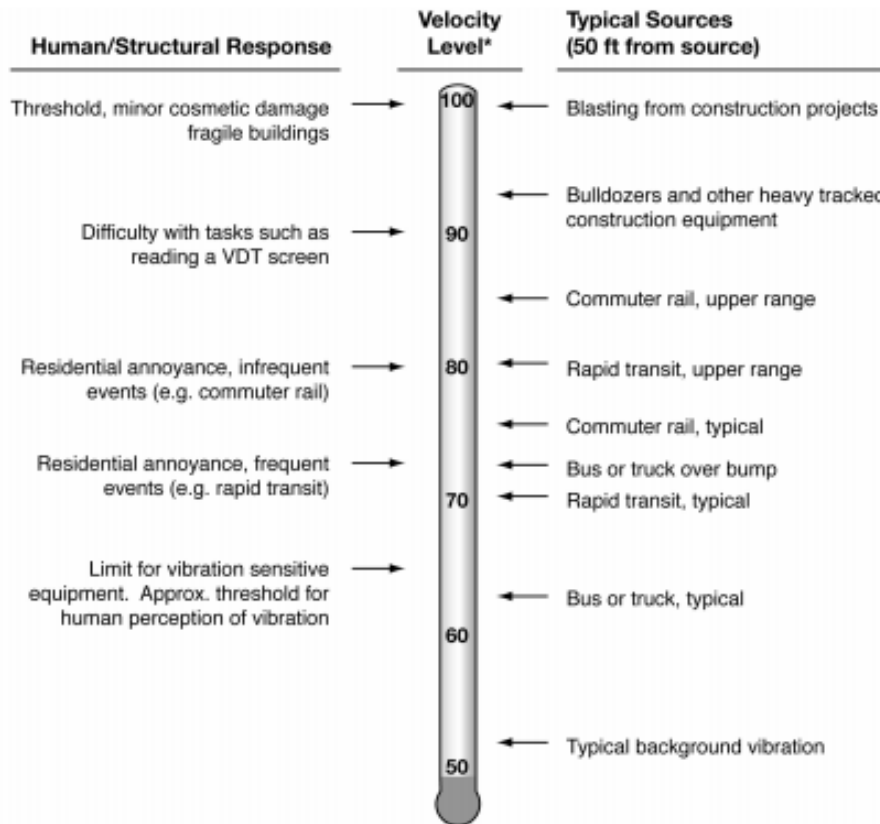 Human/Structural Response
Velocity
Level*
Typical Sources
(50 ft from source)
Threshold, minor cosmetic damage
fragile buildings
100
Blasting from construction projects
Bulldozers and other heavy tracked
construction equipment
Difficulty with tasks such as
reading a VDT screen
90
Commuter rail, upper range
Residential annoyance, infrequent
events (e.g. commuter rail)
80
Rapid transit, upper range
Commuter rail, typical
Residential annoyance, frequent
events (e.g. rapid transit)
Bus or truck over bump
70
Rapid transit, typical
Limit for vibration sensitive
equipment. Approx. threshold for
human perception of vibration
Bus or truck, typical
60
Typical background vibration
50